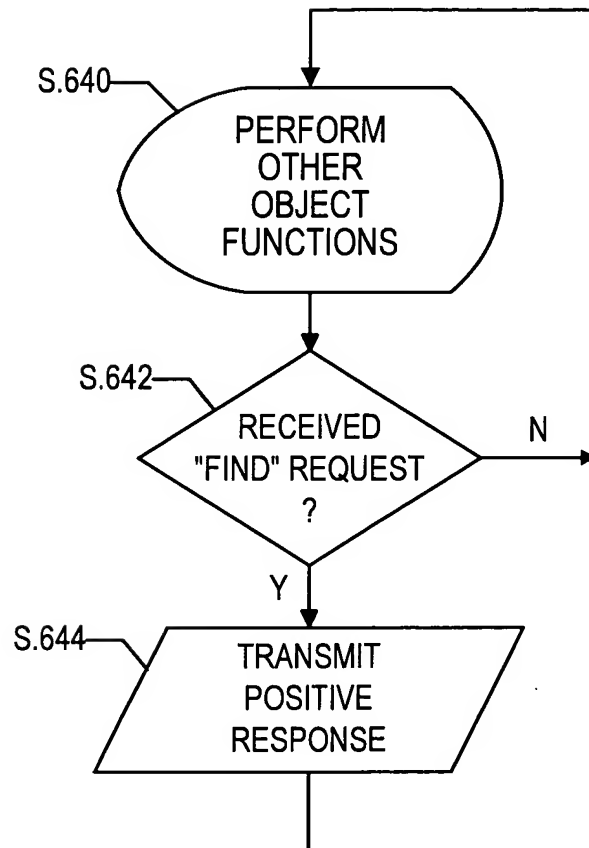 S.640
PERFORM
OTHER
OBJECT
FUNCTIONS
S.642
RECEIVED
"FIND" REQUEST
?
N
Y
S.644
TRANSMIT
POSITIVE
RESPONSE